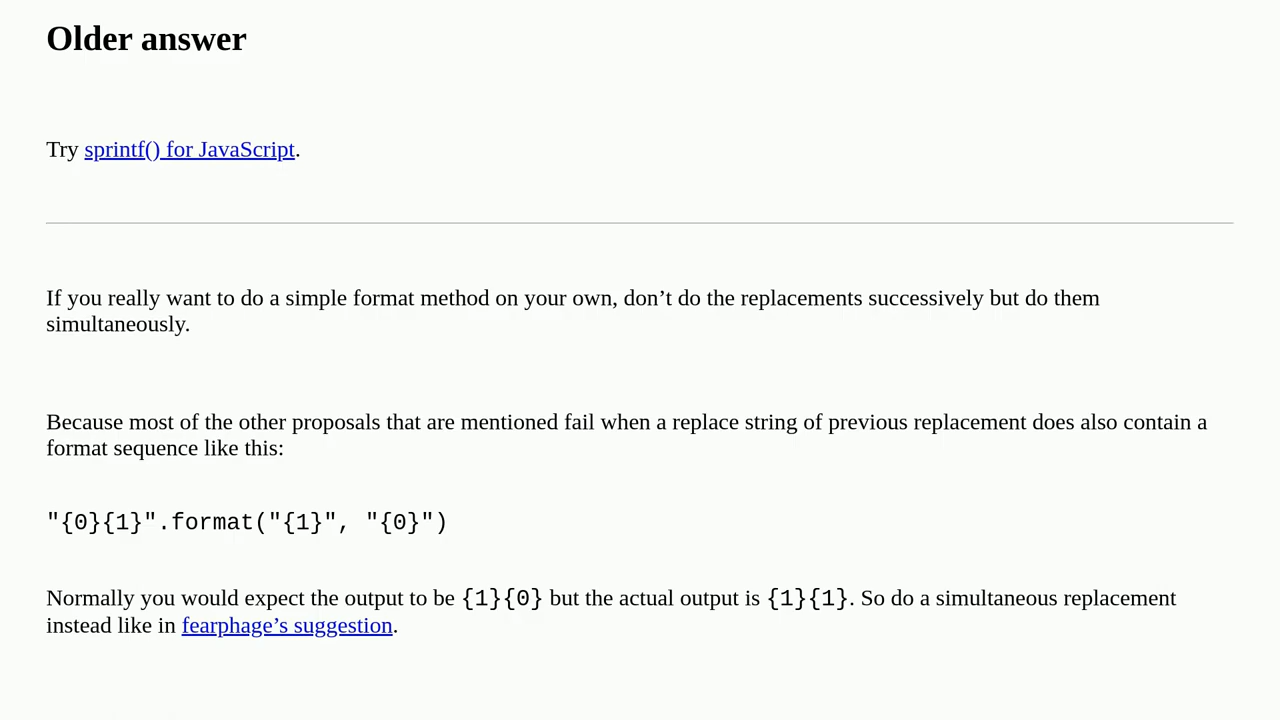 Older answer
Try sprintf() for JavaScript.
If you really want to do a simple format method on your own, don’t do the replacements successively but do them
simultaneously.
Because most of the other proposals that are mentioned fail when a replace string of previous replacement does also contain a
format sequence like this:
"{0}{1}".format("{1}", "{0}")
Normally you would expect the output to be {1}{0} but the actual output is {1}{1}. So do a simultaneous replacement
instead like in fearphage’s suggestion.